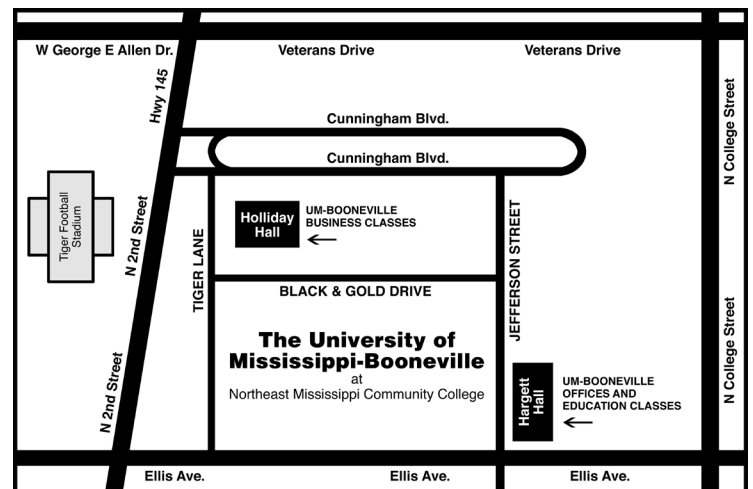 W George E Allen Dr.
Veterans Drive
Veterans Drive
Hwy 145
N College Street
Cunningham Blvd.
Cunningham Blvd.
Tiger Football
Stadium
N 2nd Street
TIGER LANE
Holliday
Hall
UM-BOONEVILLE
BUSINESS CLASSES
JEFFERSON STREET
BLACK & GOLD DRIVE
N College Street
The University of
Mississippi-Booneville
at
Northeast Mississippi Community College
N 2nd Street
Hargett
Hall
UM-BOONEVILLE
OFFICES AND
EDUCATION CLASSES
Ellis Ave.
Ellis Ave.
Ellis Ave.